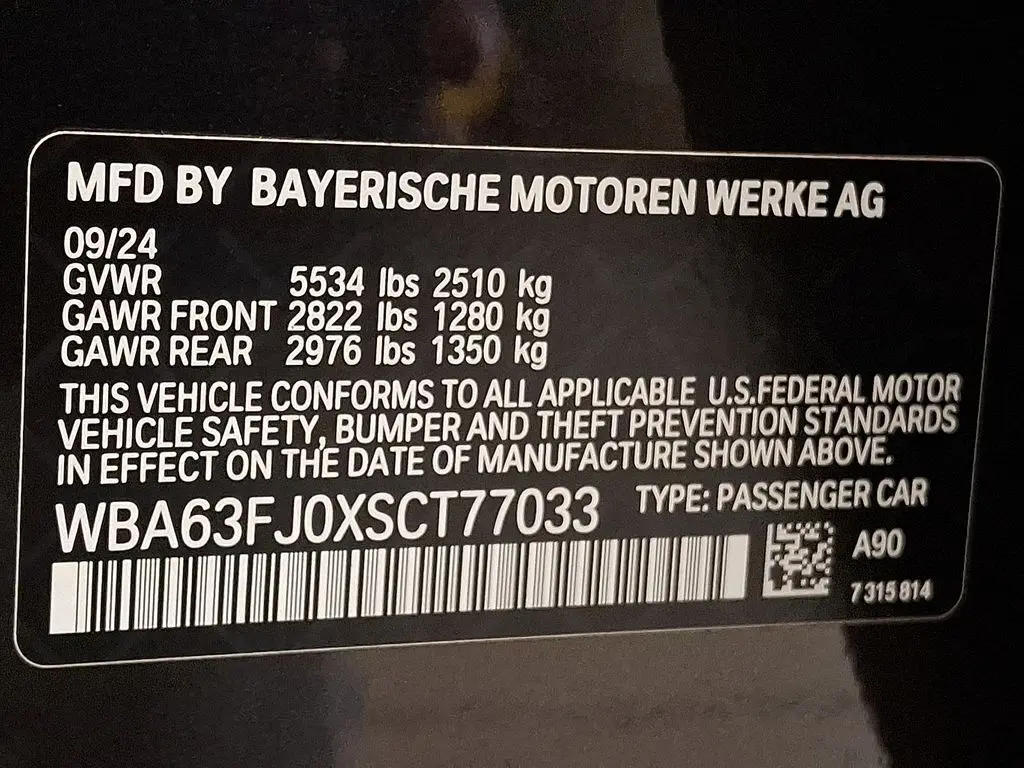 MFD BY BAYERISCHE MOTOREN WERKE AG
09/24
GVWR 5534 lbs 2510 kg
GAWR FRONT 2822 lbs 1280 kg
GAWR REAR 2976 lbs 1350 kg
THIS VEHICLE CONFORMS TO ALL APPLICABLE U.S.FEDERAL MOTOR
VEHICLE SAFETY, BUMPER AND THEFT PREVENTION STANDARDS
IN EFFECT ON THE DATE OF MANUFACTURE SHOWN ABOVE.
WBA63FJ0XSCT77033 TYPE: PASSENGER CAR
A90
7315814